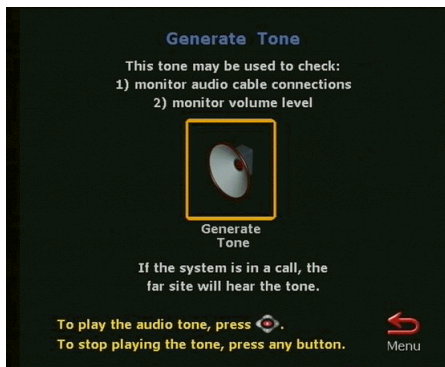 Generate Tone
This tone may be used to check:
1) monitor audio cable connections
2) monitor volume level
Generate
Tone
If the system is in a call, the
far site will hear the tone.
To play the audio tone, press .
To stop playing the tone, press any button.
Menu